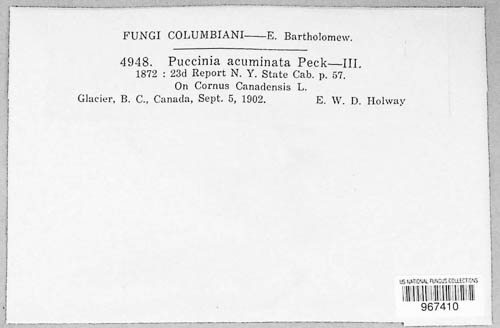 FUNGI COLUMBIANI—E. Bartholomew.
4948. Puccinia acuminata Peck—III.
1872 : 23d Report N. Y. State Cab. p. 57.
On Cornus Canadensis L.
Glacier, B. C., Canada, Sept. 5, 1902. E. W. D. Holway
US NATIONAL FUNGUS COLLECTIONS
967410